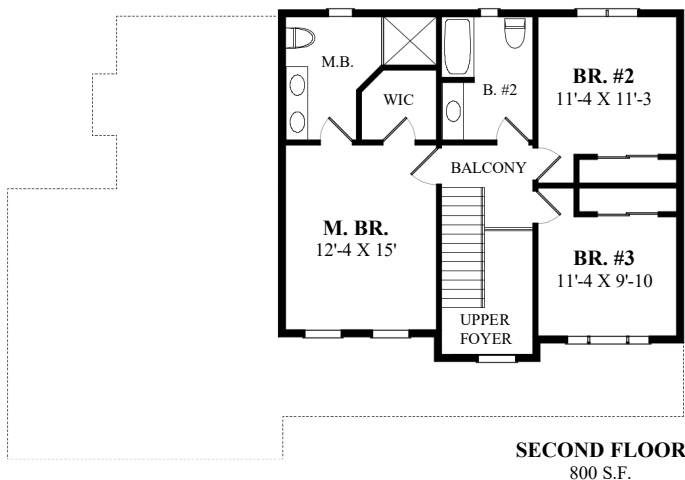 M.B.
WIC
B. #2
BR. #2
11'-4 X 11'-3
BALCONY
M. BR.
12'-4 X 15'
BR. #3
11'-4 X 9'-10
UPPER
FOYER
SECOND FLOOR
800 S.F.